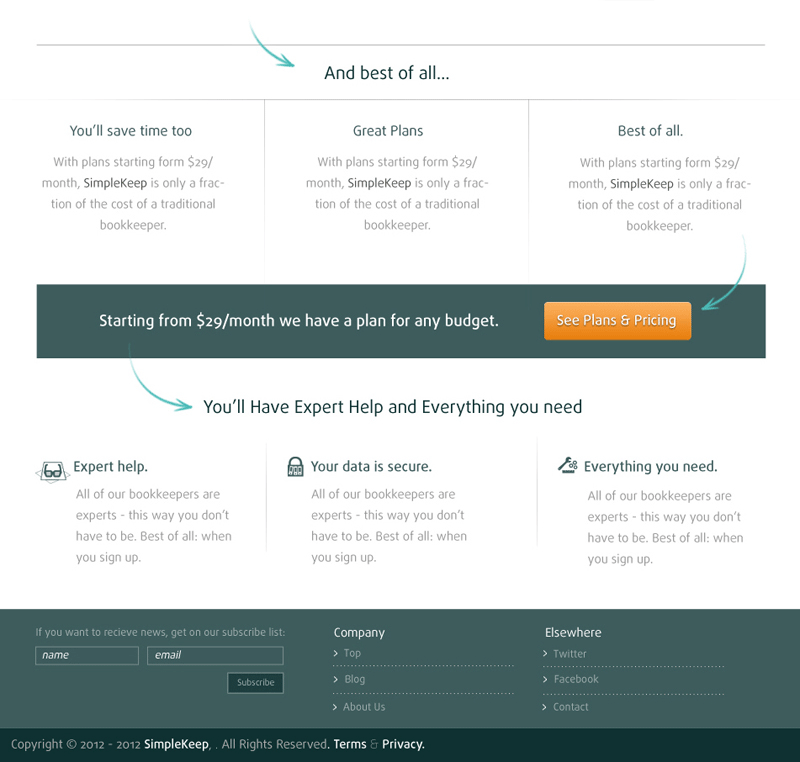 And best of all...
You'll save time too
With plans starting form $29/
month, SimpleKeep is only a frac-
tion of the cost of a traditional
bookkeeper.
Great Plans
With plans starting form $29/
month, SimpleKeep is only a frac-
tion of the cost of a traditional
bookkeeper.
Best of all.
With plans starting form $29/
month, SimpleKeep is only a frac-
tion of the cost of a traditional
bookkeeper.
Starting from $29/month we have a plan for any budget.
See Plans & Pricing
You'll Have Expert Help and Everything you need
Expert help.
All of our bookkeepers are
experts - this way you don't
have to be. Best of all: when
you sign up.
Your data is secure.
All of our bookkeepers are
experts - this way you don't
have to be. Best of all: when
you sign up.
Everything you need.
All of our bookkeepers are
experts - this way you don't
have to be. Best of all: when
you sign up.
If you want to recieve news, get on our subscribe list:
name
email
Subscribe
Company
> Top
> Blog
> About Us
Elsewhere
> Twitter
> Facebook
> Contact
Copyright © 2012 - 2012 SimpleKeep, . All Rights Reserved. Terms & Privacy.